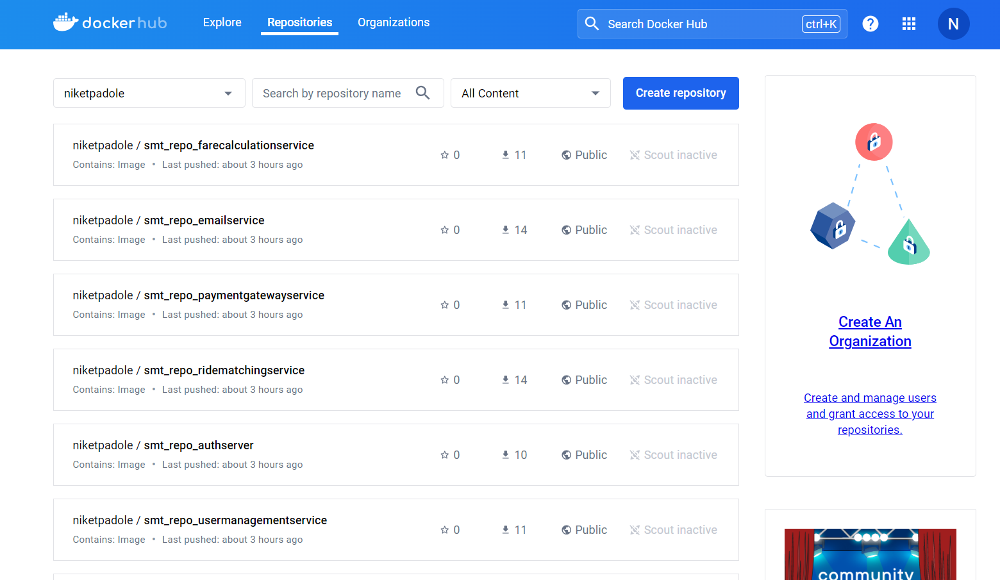 dockerhub Explore Repositories Organizations Search Docker Hub ctrl+K ? N
niketpadole Search by repository name All Content Create repository
niketpadole / smt_repo_farecalculationservice
Contains: Image • Last pushed: about 3 hours ago
0 11 Public Scout inactive
niketpadole / smt_repo_emailservice
Contains: Image • Last pushed: about 3 hours ago
0 14 Public Scout inactive
niketpadole / smt_repo_paymentgatewayservice
Contains: Image • Last pushed: about 3 hours ago
0 11 Public Scout inactive
niketpadole / smt_repo_ridematchingservice
Contains: Image • Last pushed: about 3 hours ago
0 14 Public Scout inactive
niketpadole / smt_repo_authserver
Contains: Image • Last pushed: about 3 hours ago
0 10 Public Scout inactive
niketpadole / smt_repo_usermanagementservice
Contains: Image • Last pushed: about 3 hours ago
0 11 Public Scout inactive
Create An
Organization
Create and manage users
and grant access to your
repositories.
community